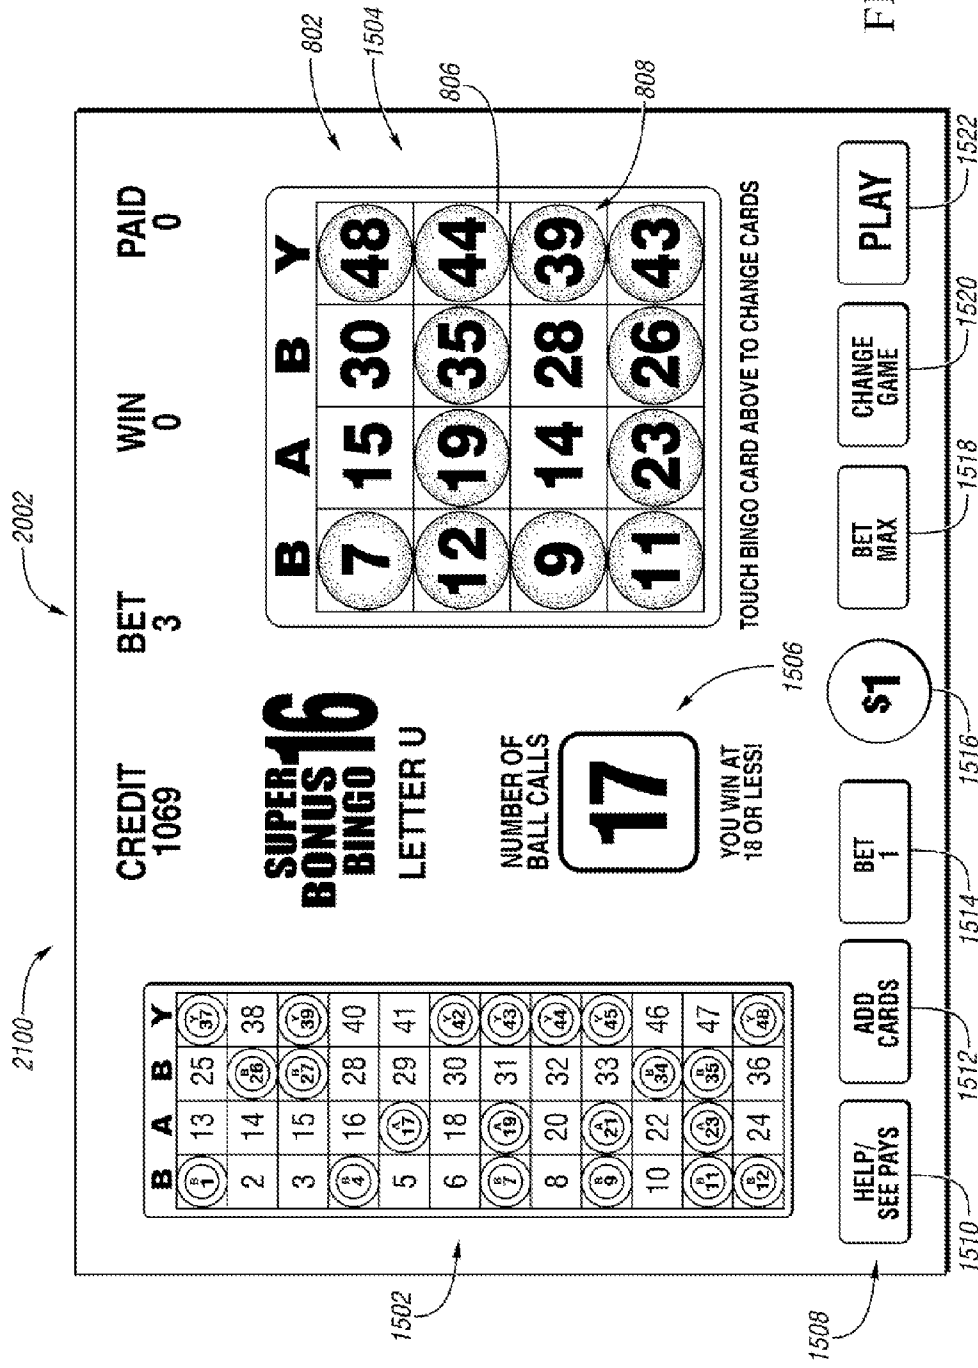 2100
2002
CREDIT BET WIN PAID
1069 3 0 0
802
1504
806
808
1502
B A B Y
1 13 25 37
2 14 26 38
3 15 27 39
4 16 28 40
5 17 29 41
6 18 30 42
7 19 31 43
8 20 32 44
9 21 33 45
10 22 34 46
11 23 35 47
12 24 36 48
SUPER
BONUS
BINGO 16
LETTER U
NUMBER OF
BALL CALLS
17
YOU WIN AT
18 OR LESS!
1506
B A B Y
7 15 30 48
12 19 35 44
9 14 28 39
11 23 26 43
TOUCH BINGO CARD ABOVE TO CHANGE CARDS
1508
HELP/
SEE PAYS
ADD
CARDS
BET
1
$1
BET
MAX
CHANGE
GAME
PLAY
1510
1512
1514
1516
1518
1520
1522